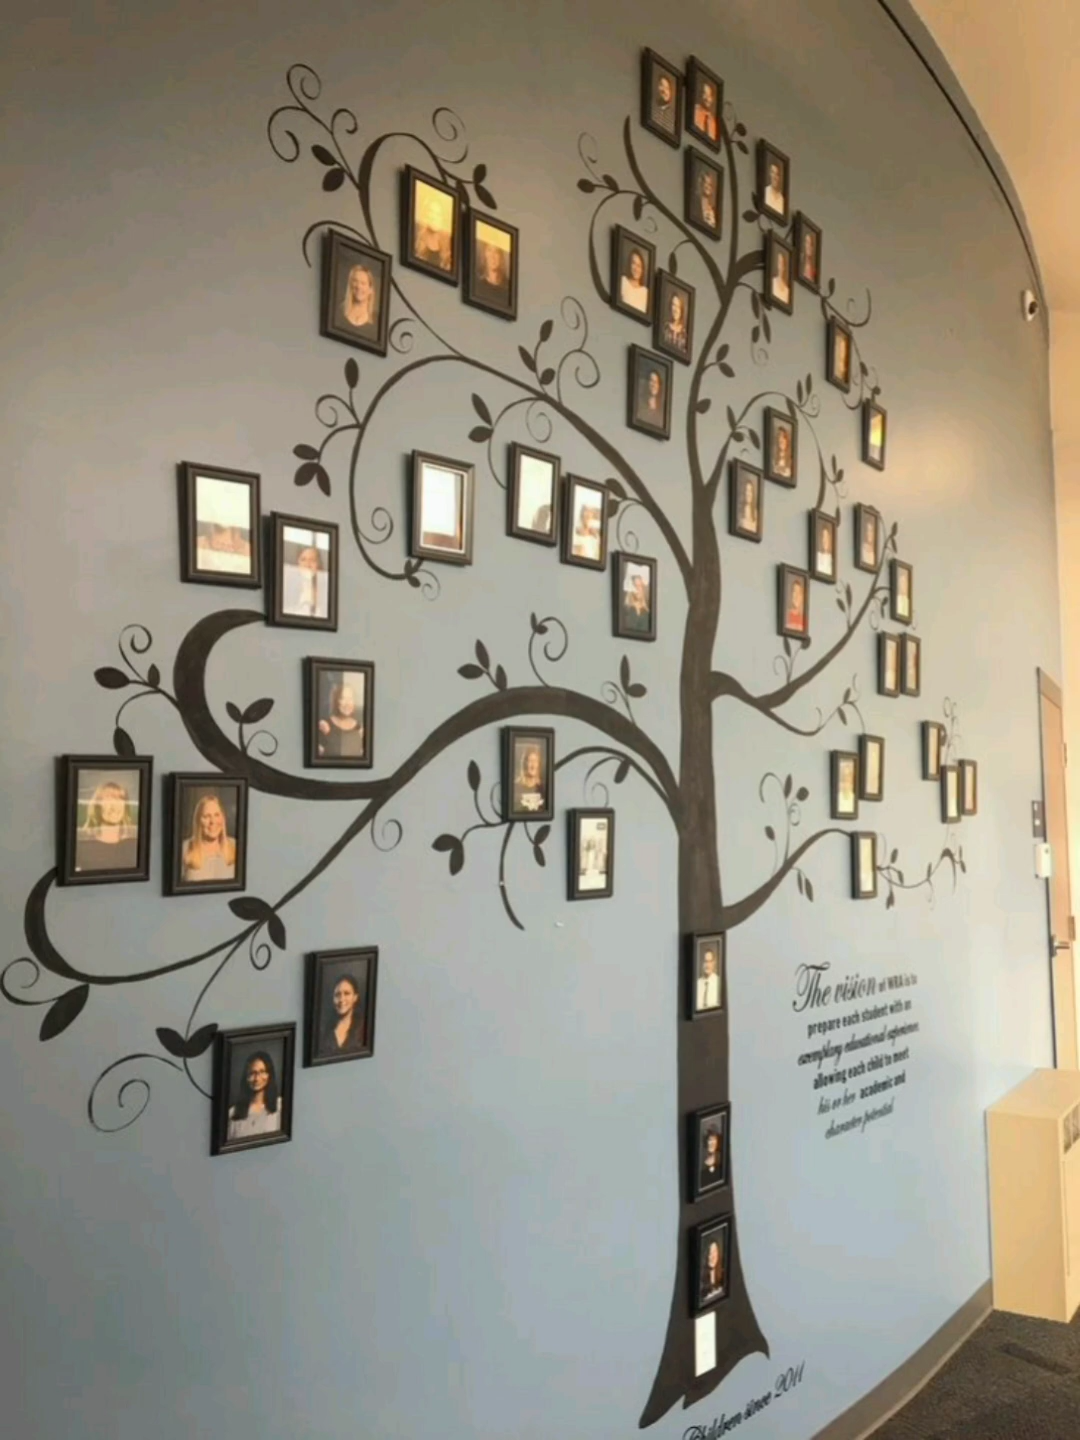 The vision of WRA is to
prepare each student with an
exemplary educational experience,
allowing each child to meet
his or her academic and
character potential
Children since 2011